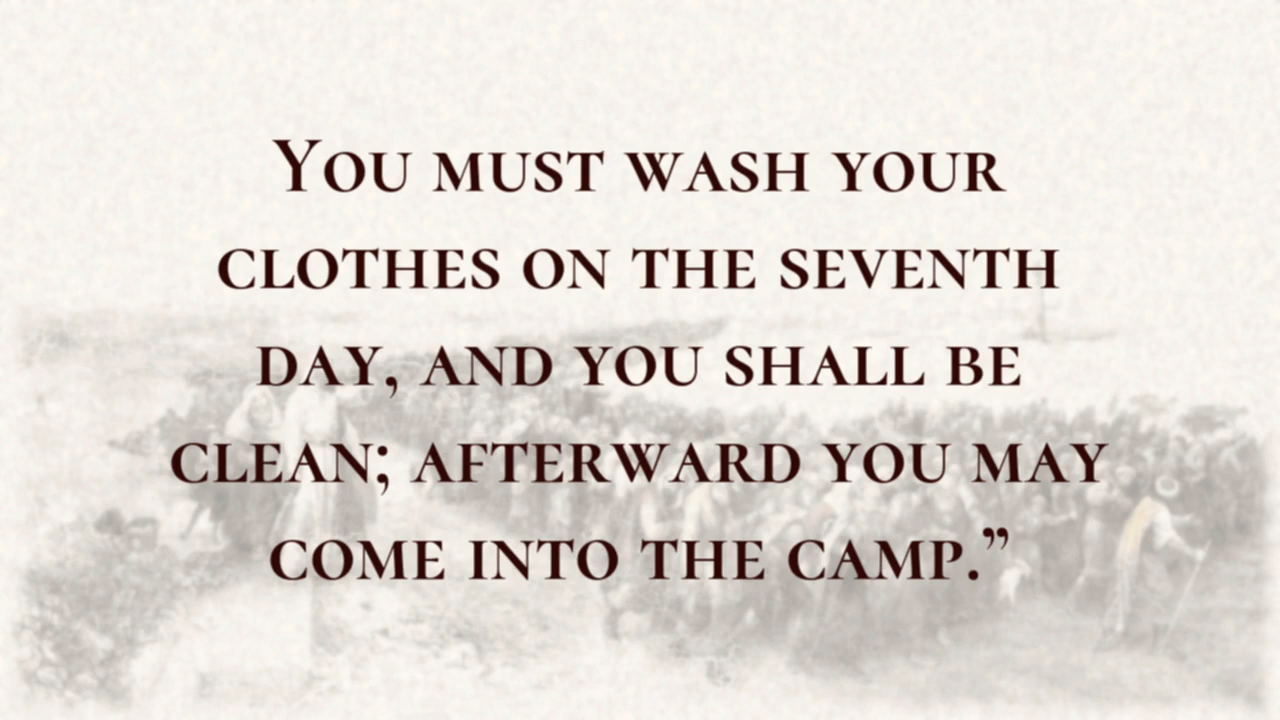 You must wash your
clothes on the seventh
day, and you shall be
clean; afterward you may
come into the camp.”